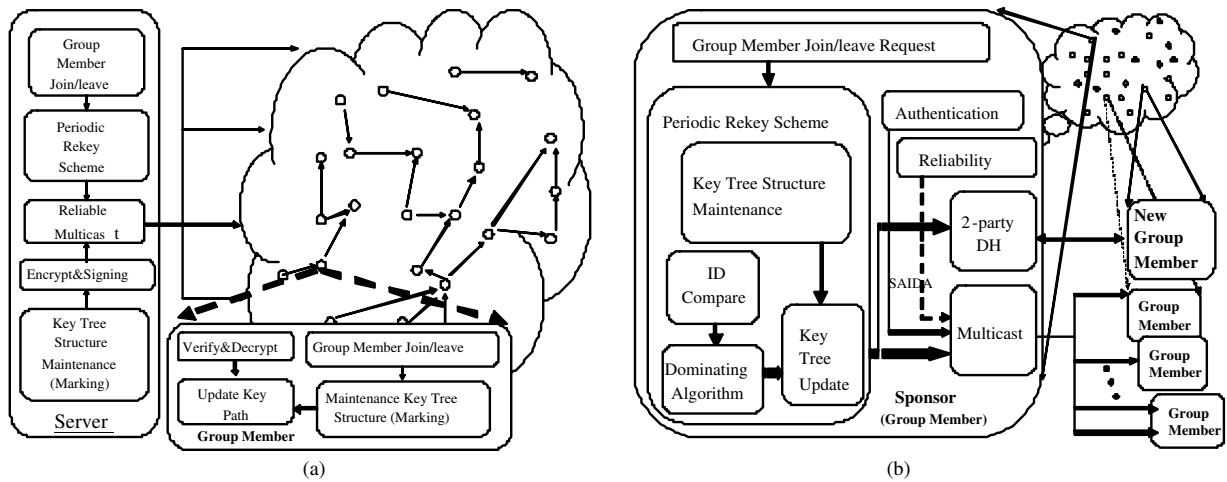 Group
Member
Join/leave
Periodic
Rekey
Scheme
Reliable
Multicas t
Encrypt&Signing
Key Tree
Structure
Maintenance
(Marking)
Server
Verify&Decrypt
Group Member Join/leave
Update Key
Path
Maintenance Key Tree
Structure (Marking)
Group Member
(a)
Group Member Join/leave Request
Periodic Rekey Scheme
Key Tree Structure
Maintenance
ID
Compare
Dominating
Algorithm
Key
Tree
Update
Authentication
Reliability
2-party
DH
SAIDA
Multicast
Sponsor
(Group Member)
New
Group
Member
Group
Member
Group
Member
Group
Member
(b)